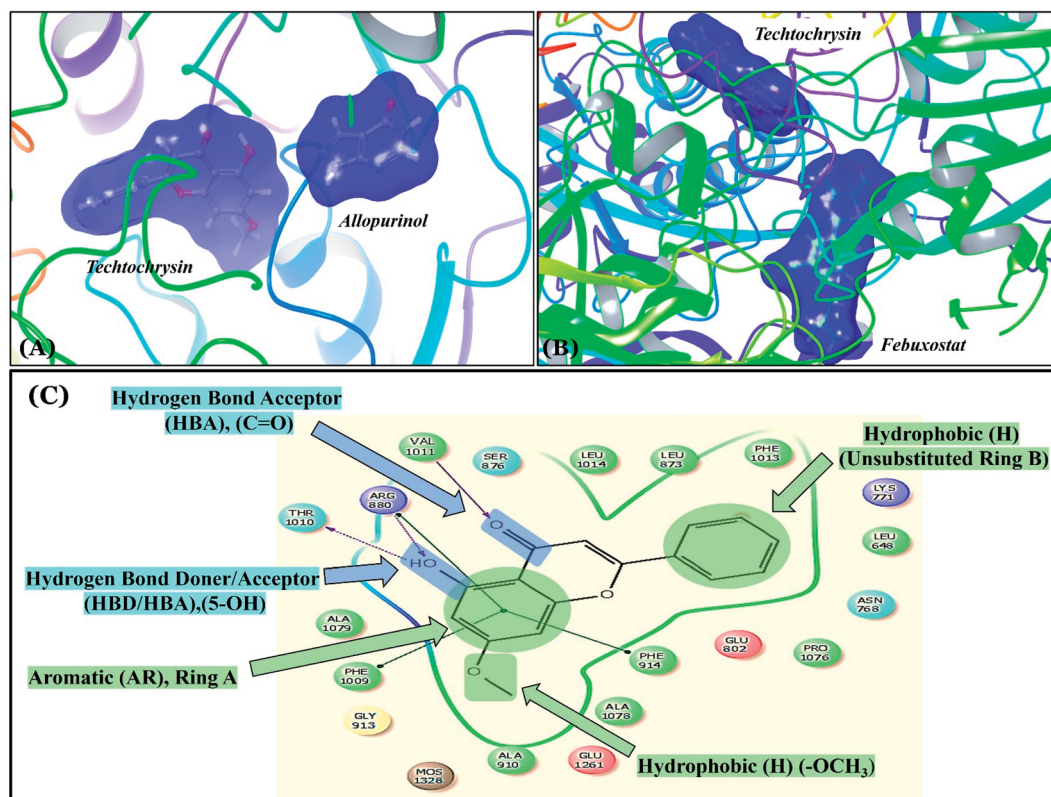 Techtochrysin
Allopurinol
(A)
Techtochrysin
Febuxostat
(B)
(C)
Hydrogen Bond Acceptor
(HBA), (C=O)
Hydrophobic (H)
(Unsubstituted Ring B)
VAL
1011
SER
876
LEU
1014
LEU
873
PHE
1013
LYS
771
ARG
880
THR
1010
O
LEU
648
HO
Hydrogen Bond Doner/Acceptor
(HBD/HBA),(5-OH)
O
ASN
768
ALA
1079
GLU
802
PRO
1076
PHE
914
Aromatic (AR), Ring A
PHE
1009
O
ALA
1078
GLY
913
ALA
910
GLU
1261
Hydrophobic (H) (-OCH₃)
MOS
1328